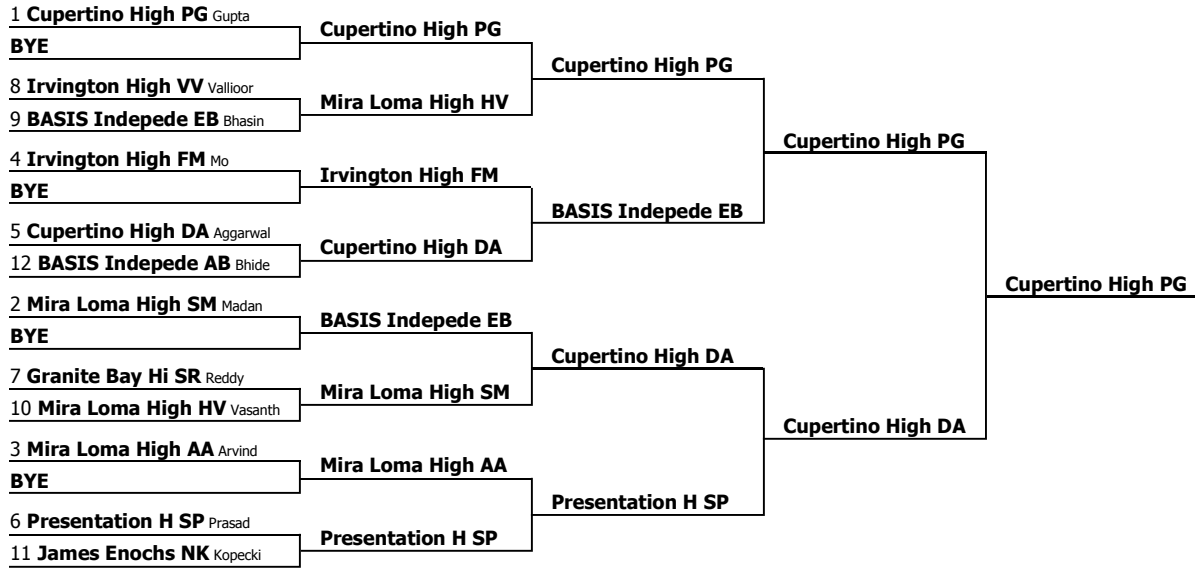 1 Cupertino High PG Gupta
BYE
8 Irvington High VV Vallioor
9 BASIS Indepede EB Bhasin
4 Irvington High FM Mo
BYE
5 Cupertino High DA Aggarwal
12 BASIS Indepede AB Bhide
2 Mira Loma High SM Madan
BYE
7 Granite Bay Hi SR Reddy
10 Mira Loma High HV Vasanth
3 Mira Loma High AA Arvind
BYE
6 Presentation H SP Prasad
11 James Enochs NK Kopecki
Cupertino High PG
Mira Loma High HV
Irvington High FM
Cupertino High DA
BASIS Indepede EB
Mira Loma High SM
Mira Loma High AA
Presentation H SP
Cupertino High PG
BASIS Indepede EB
Cupertino High DA
Presentation H SP
Cupertino High PG
Cupertino High DA
Cupertino High PG